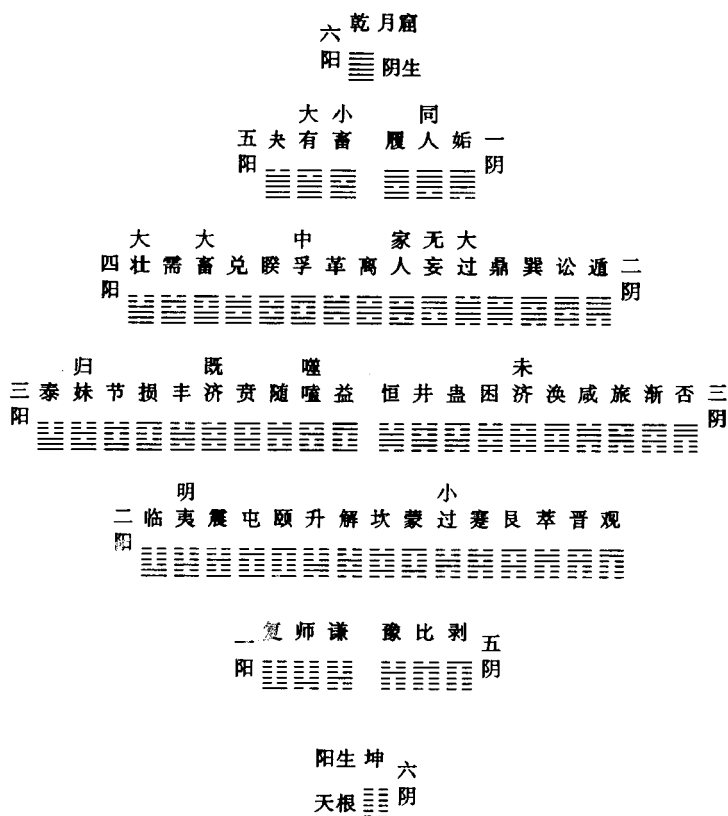 六阳 乾 月窟
阴生
五阳 夬 大有 小畜 履 同人 姤 一阴
四阳 大壮 需 大畜 兑 睽 中孚 革 离 家人 无妄 大过 鼎 巽 讼 遁 二阴
三阳 泰 归妹 节 损 丰 既济 贲 随 噬嗑 益 恒 井 蛊 困 未济 涣 咸 旅 渐 否 三阴
二阳 临 明夷 震 屯 颐 升 解 坎 蒙 小过 蹇 艮 萃 晋 观
一阳 复 师 谦 豫 比 剥 五阴
阳生 坤 六阴
天根